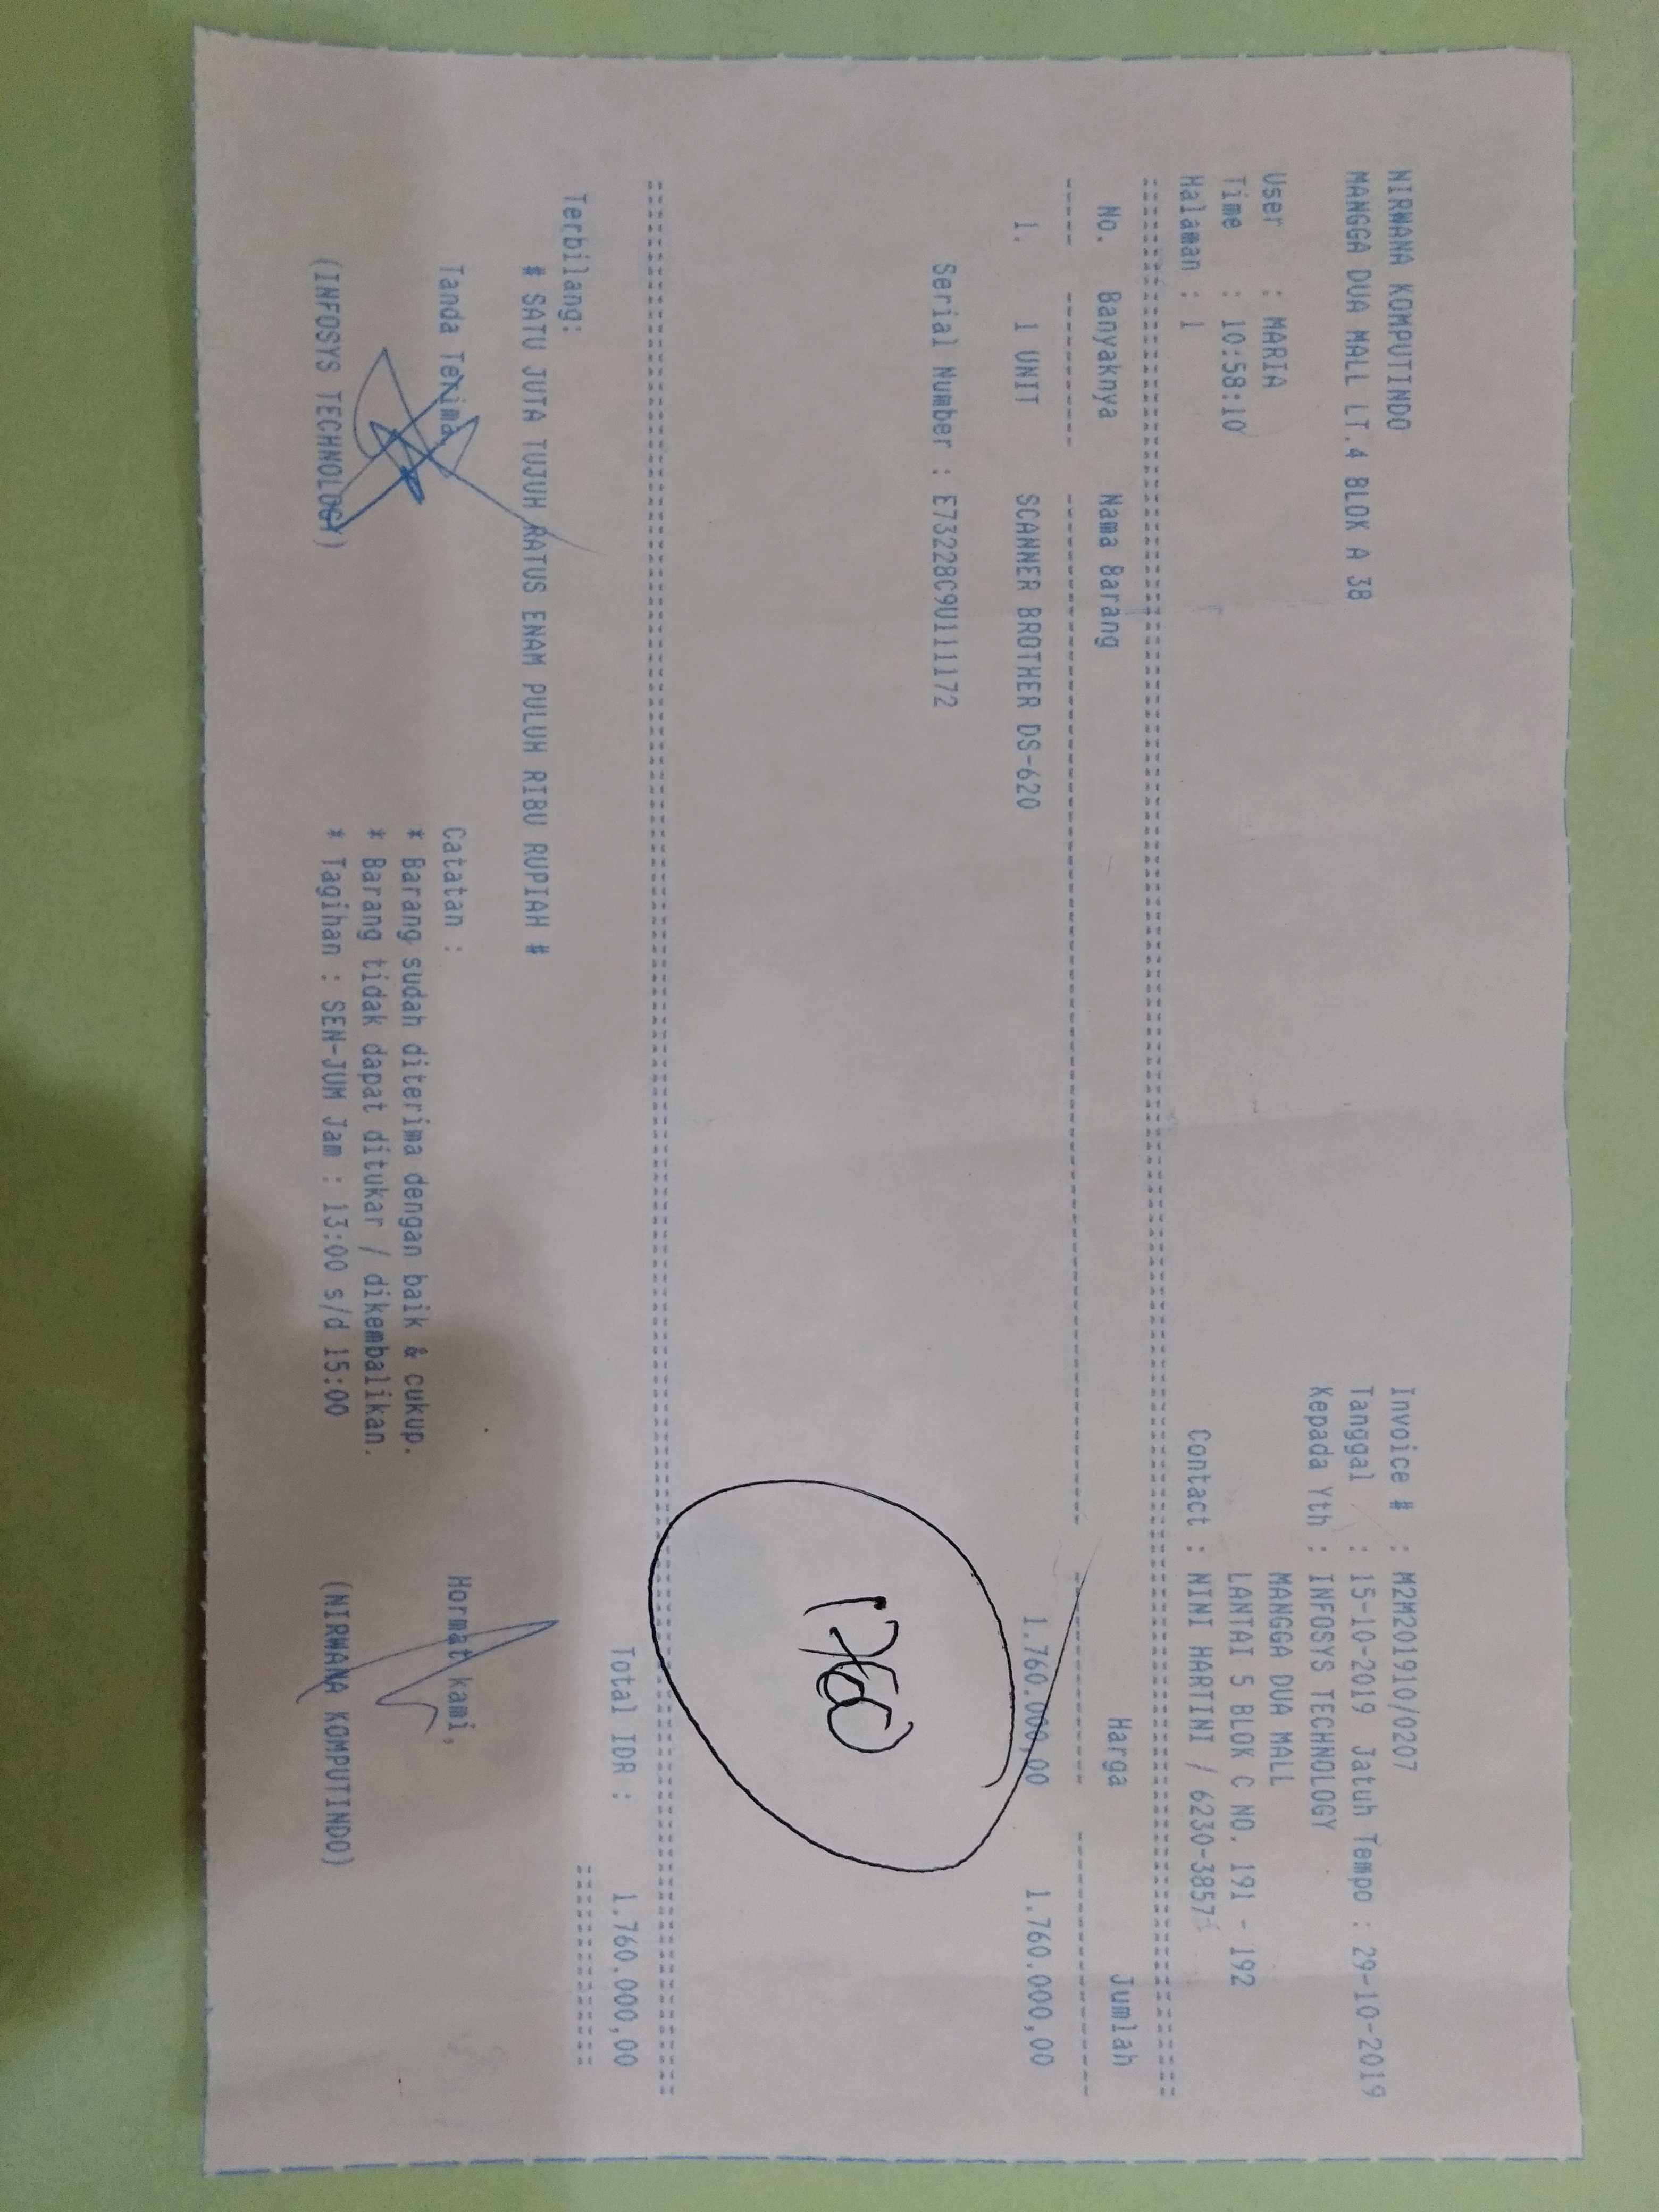 NIRWANA KOMPUTINDO
MANGGA DUA MALL LT.4 BLOK A 38
Invoice # : M2M201910/0207
Tanggal : 15-10-2019 Jatuh Tempo : 29-10-2019
Kepada Yth : INFOSYS TECHNOLOGY
MANGGA DUA MALL
LANTAI 5 BLOK C NO. 191 - 192
Contact : NINI HARTINI / 6230-3857
User : MARIA
Time : 10:58:10
Halaman : 1
No. Banyaknya Nama Barang Harga Jumlah
1. 1 UNIT SCANNER BROTHER DS-620 1.760.000,00 1.760.000,00
Serial Number : E73228C9U111172
Total IDR : 1.760.000,00
Terbilang:
# SATU JUTA TUJUH RATUS ENAM PULUH RIBU RUPIAH #
Tanda Terima,
(INFOSYS TECHNOLOGY)
Catatan :
* Barang sudah diterima dengan baik & cukup.
* Barang tidak dapat ditukar / dikembalikan.
* Tagihan : SEN-JUM Jam : 13:00 s/d 15:00
Hormat kami,
(NIRWANA KOMPUTINDO)